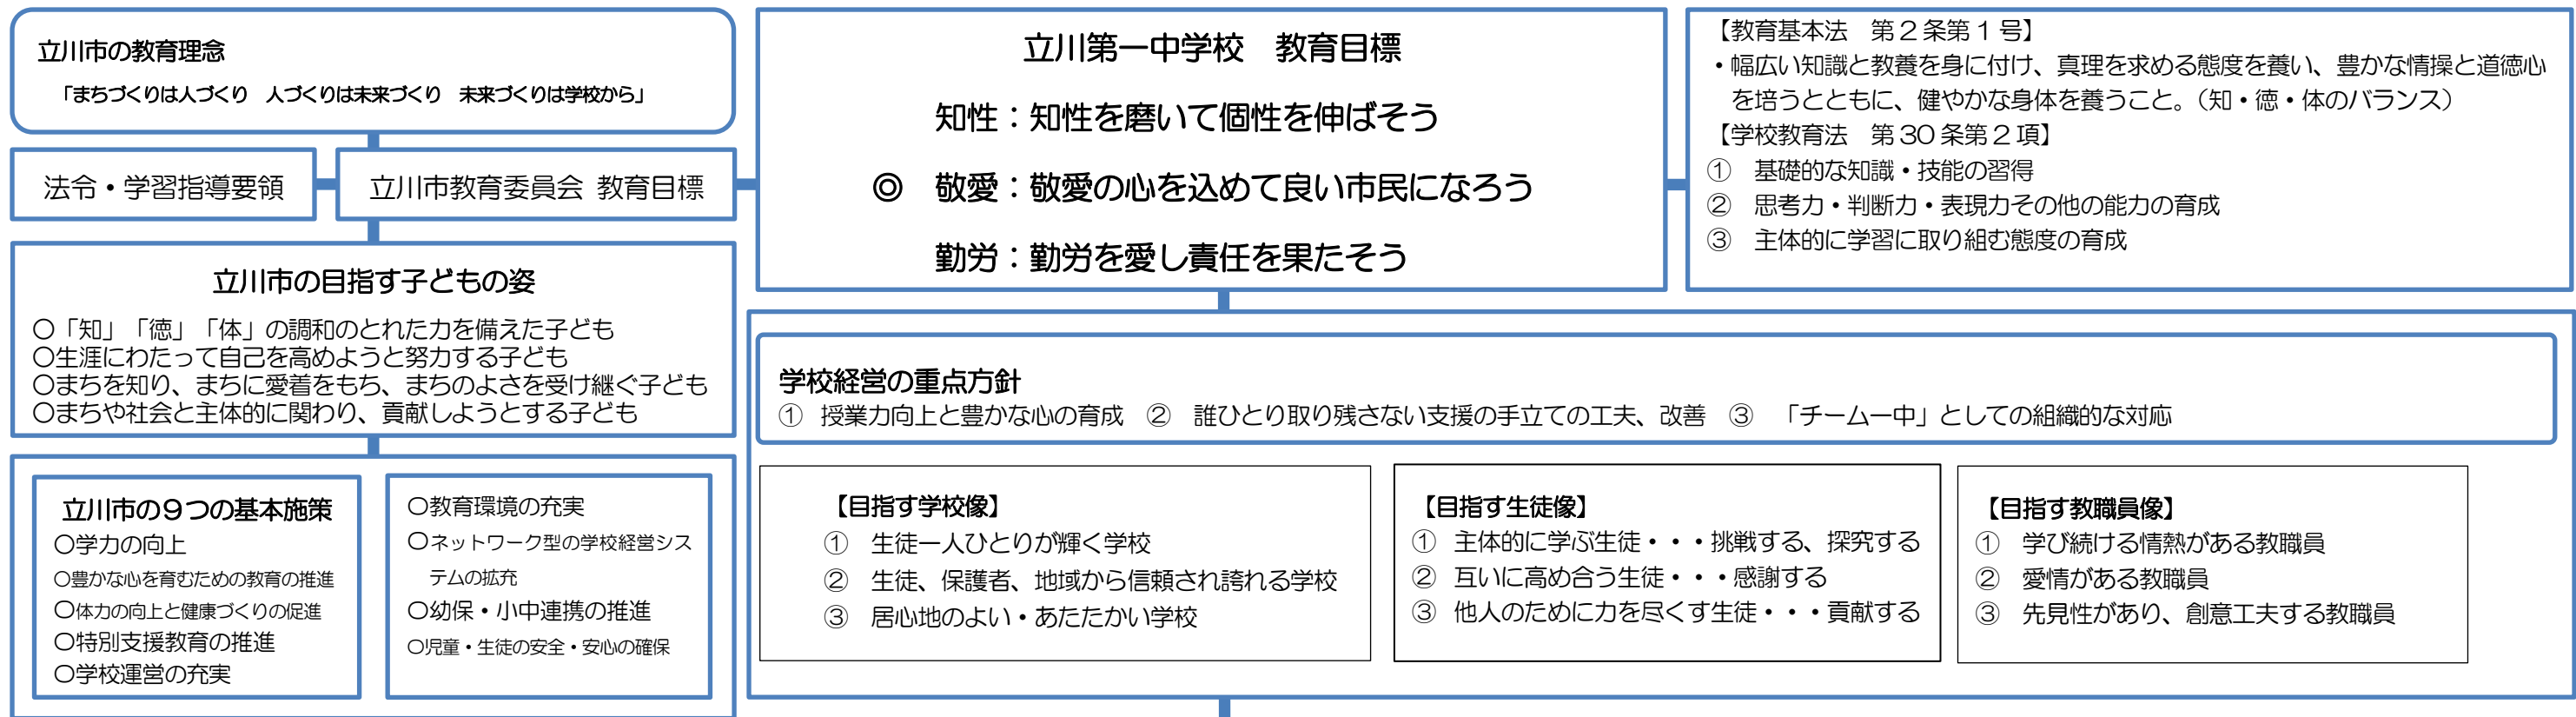 立川市の教育理念
「まちづくりは人づくり　人づくりは未来づくり　未来づくりは学校から」
法令・学習指導要領
立川市教育委員会 教育目標
立川市の目指す子どもの姿
〇「知」「徳」「体」の調和のとれた力を備えた子ども
〇生涯にわたって自己を高めようと努力する子ども
〇まちを知り、まちに愛着をもち、まちのよさを受け継ぐ子ども
〇まちや社会と主体的に関わり、貢献しようとする子ども
立川市の９つの基本施策
〇学力の向上
〇豊かな心を育むための教育の推進
〇体力の向上と健康づくりの促進
〇特別支援教育の推進
〇学校運営の充実
〇教育環境の充実
〇ネットワーク型の学校経営シス
テムの拡充
〇幼保・小中連携の推進
〇児童・生徒の安全・安心の確保
立川第一中学校　教育目標
知性：知性を磨いて個性を伸ばそう
◎　敬愛：敬愛の心を込めて良い市民になろう
勤労：勤労を愛し責任を果たそう
【教育基本法　第２条第１号】
・幅広い知識と教養を身に付け、真理を求める態度を養い、豊かな情操と道徳心
を培うとともに、健やかな身体を養うこと。（知・徳・体のバランス）
【学校教育法　第30条第２項】
①　基礎的な知識・技能の習得
②　思考力・判断力・表現力その他の能力の育成
③　主体的に学習に取り組む態度の育成
学校経営の重点方針
①　授業力向上と豊かな心の育成　②　誰ひとり取り残さない支援の手立ての工夫、改善　③　「チーム一中」としての組織的な対応
【目指す学校像】
①　生徒一人ひとりが輝く学校
②　生徒、保護者、地域から信頼され誇れる学校
③　居心地のよい・あたたかい学校
【目指す生徒像】
①　主体的に学ぶ生徒・・・挑戦する、探究する
②　互いに高め合う生徒・・・感謝する
③　他人のために力を尽くす生徒・・・貢献する
【目指す教職員像】
①　学び続ける情熱がある教職員
②　愛情がある教職員
③　先見性があり、創意工夫する教職員